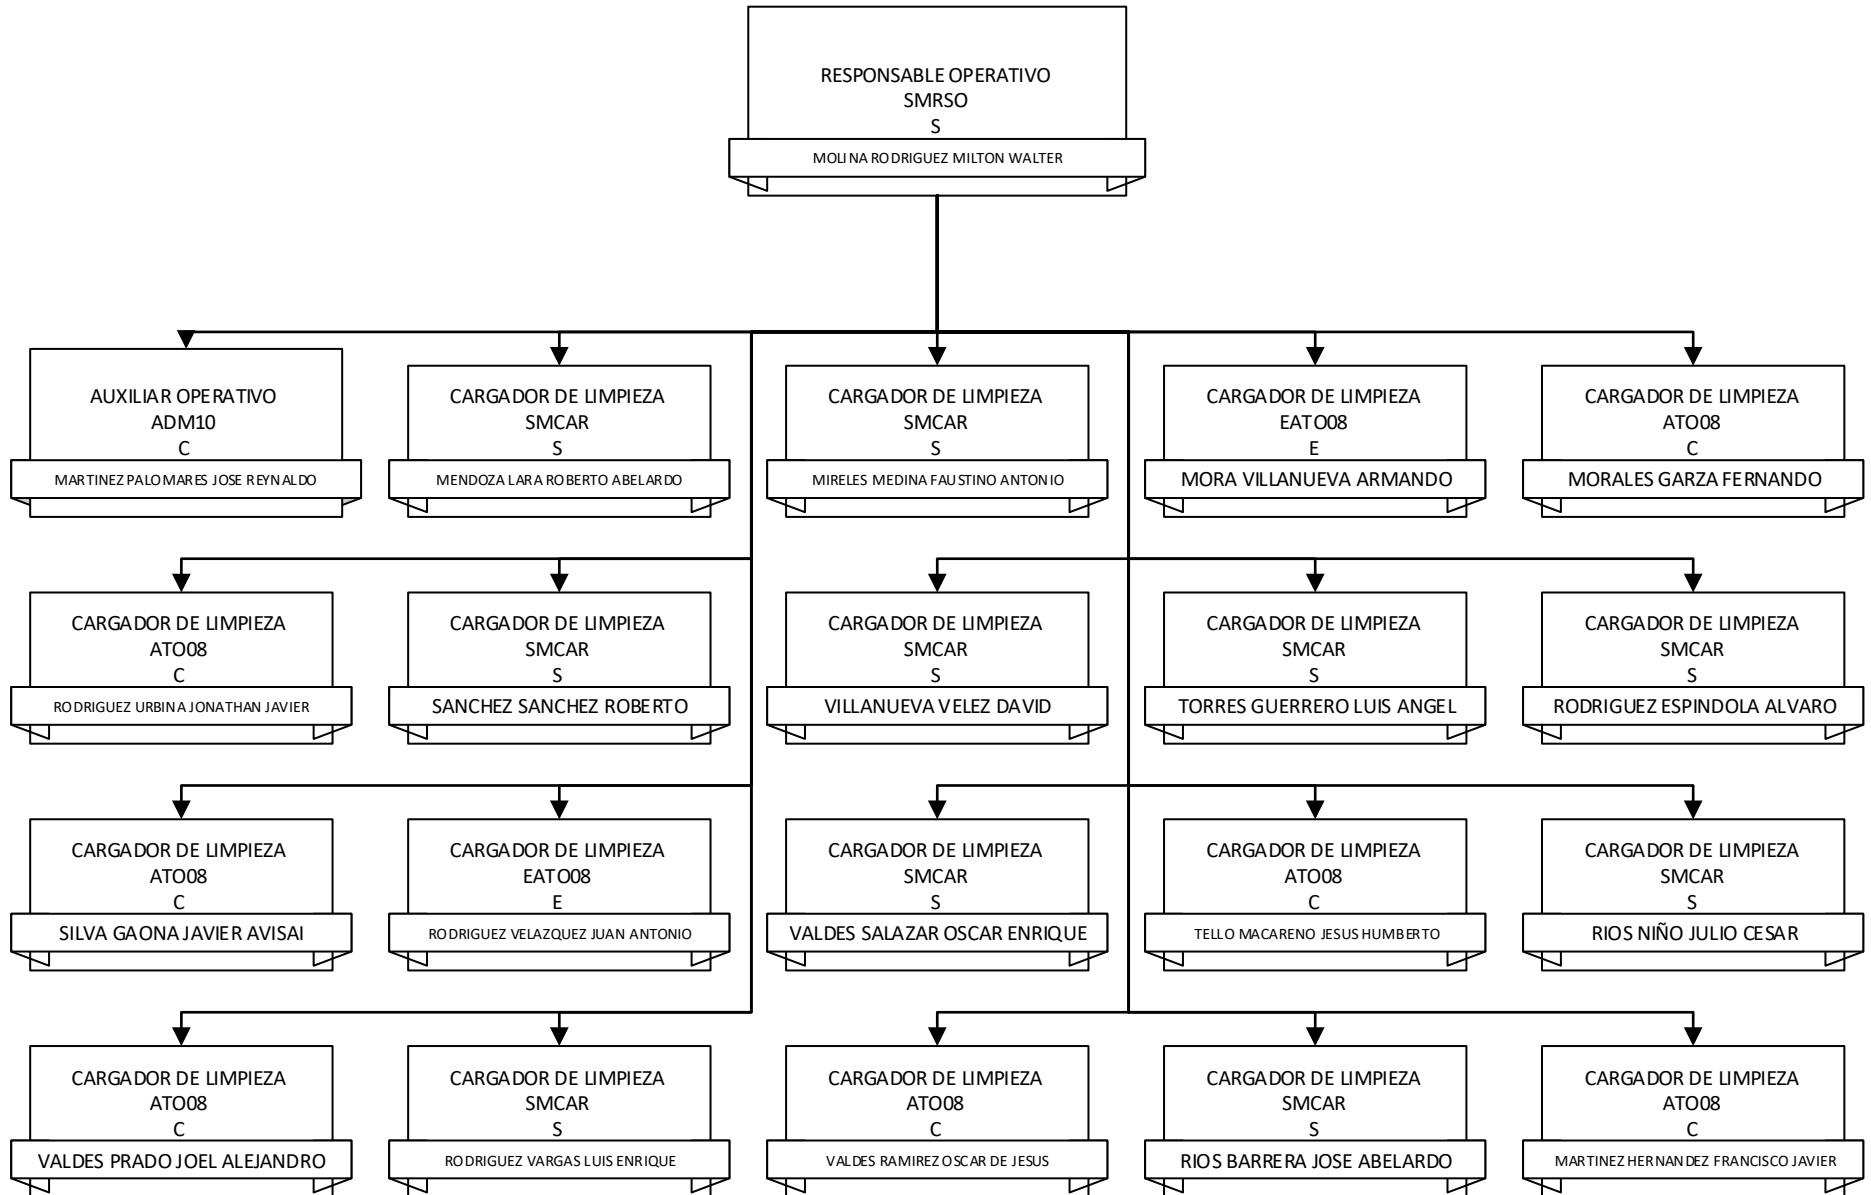 RESPONSABLE OPERATIVO
SMRSO
S
MOLINA RODRIGUEZ MILTON WALTER
AUXILIAR OPERATIVO
ADM10
C
MARTINEZ PALOMARES JOSE REYNALDO
CARGADOR DE LIMPIEZA
SMCAR
S
MENDOZA LARA ROBERTO ABELARDO
CARGADOR DE LIMPIEZA
SMCAR
S
MIRELES MEDINA FAUSTINO ANTONIO
CARGADOR DE LIMPIEZA
EATO08
E
MORA VILLANUEVA ARMANDO
CARGADOR DE LIMPIEZA
ATO08
C
MORALES GARZA FERNANDO
CARGADOR DE LIMPIEZA
ATO08
C
RODRIGUEZ URBINA JONATHAN JAVIER
CARGADOR DE LIMPIEZA
SMCAR
S
SANCHEZ SANCHEZ ROBERTO
CARGADOR DE LIMPIEZA
SMCAR
S
VILLANUEVA VELEZ DAVID
CARGADOR DE LIMPIEZA
SMCAR
S
TORRES GUERRERO LUIS ANGEL
CARGADOR DE LIMPIEZA
SMCAR
S
RODRIGUEZ ESPINDOLA ALVARO
CARGADOR DE LIMPIEZA
ATO08
C
SILVA GAONA JAVIER AVISAI
CARGADOR DE LIMPIEZA
EATO08
E
RODRIGUEZ VELAZQUEZ JUAN ANTONIO
CARGADOR DE LIMPIEZA
SMCAR
S
VALDES SALAZAR OSCAR ENRIQUE
CARGADOR DE LIMPIEZA
ATO08
C
TELLO MACARENO JESUS HUMBERTO
CARGADOR DE LIMPIEZA
SMCAR
S
RIOS NIÑO JULIO CESAR
CARGADOR DE LIMPIEZA
ATO08
C
VALDES PRADO JOEL ALEJANDRO
CARGADOR DE LIMPIEZA
SMCAR
S
RODRIGUEZ VARGAS LUIS ENRIQUE
CARGADOR DE LIMPIEZA
ATO08
C
VALDES RAMIREZ OSCAR DE JESUS
CARGADOR DE LIMPIEZA
SMCAR
S
RIOS BARRERA JOSE ABELARDO
CARGADOR DE LIMPIEZA
ATO08
C
MARTINEZ HERNANDEZ FRANCISCO JAVIER